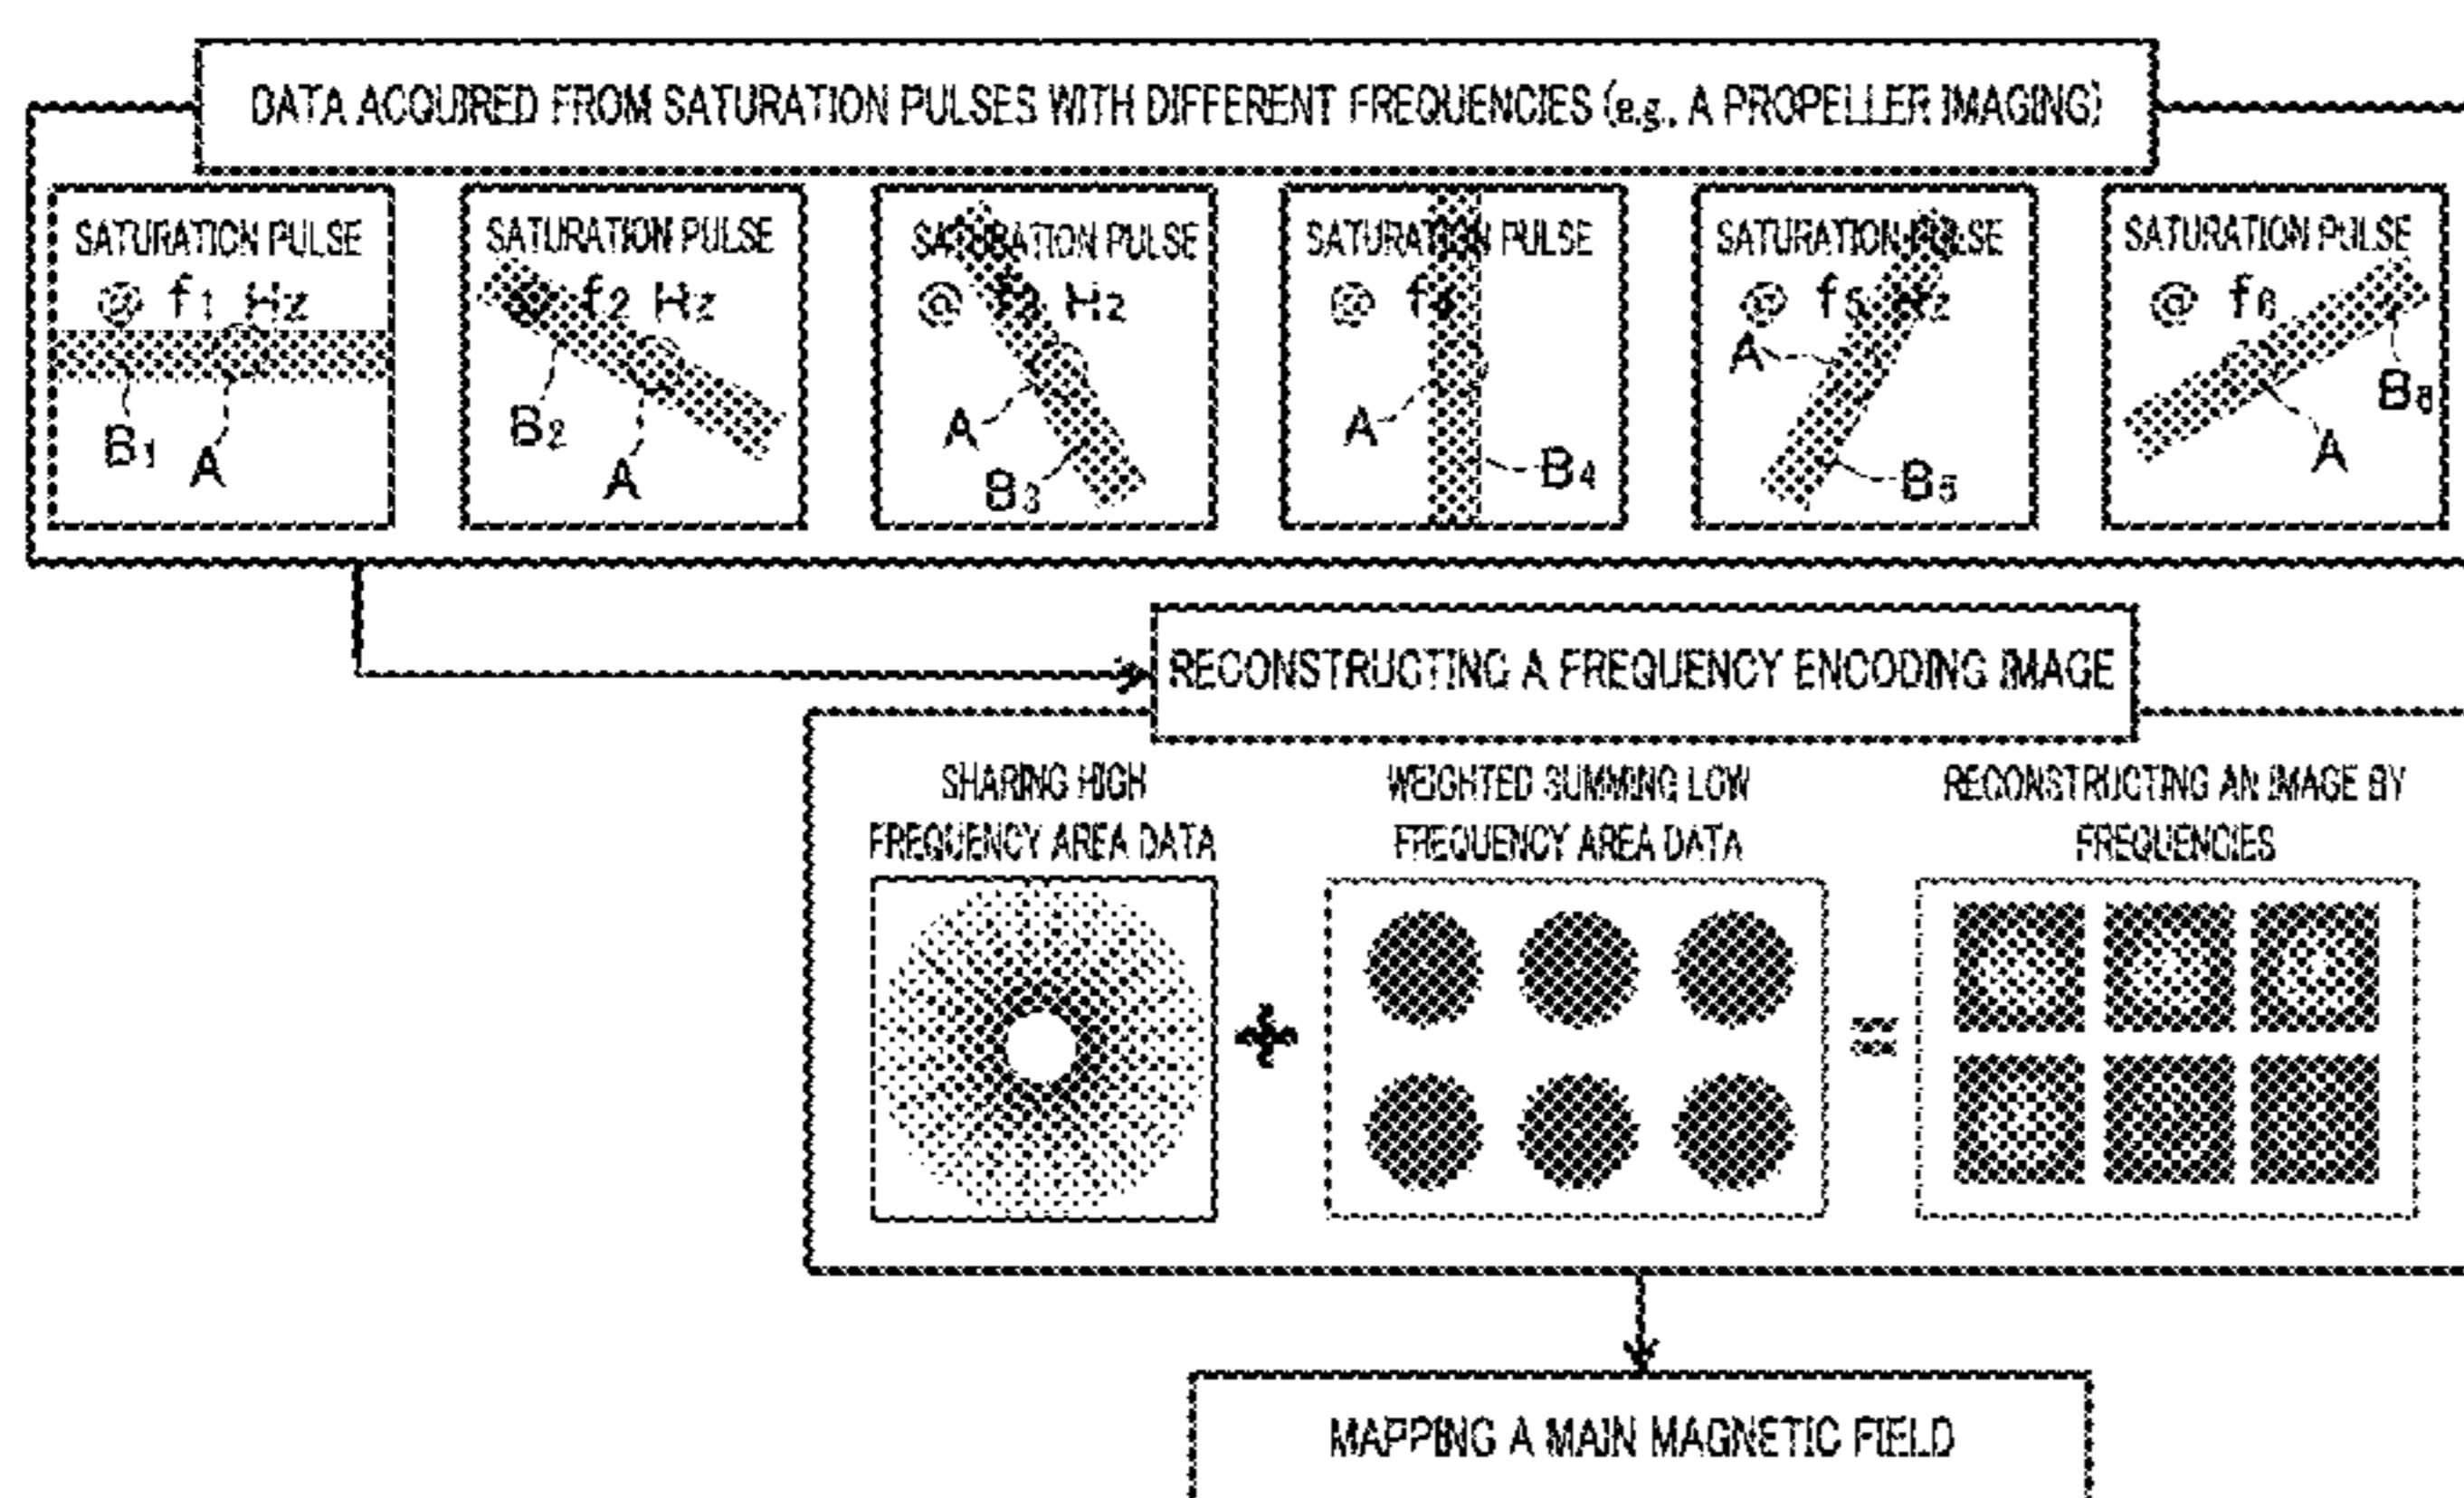 DATA ACQUIRED FROM SATURATION PULSES WITH DIFFERENT FREQUENCIES (e.g., A PROPELLER IMAGING)
SATURATION PULSE
@ f1 Hz
B1 A
SATURATION PULSE
@ f2 Hz
B2 A
SATURATION PULSE
@ f3 Hz
A
B3
SATURATION PULSE
@ f4
A
B4
SATURATION PULSE
@ f5 Hz
A
B5
SATURATION PULSE
@ f6
B6
A
RECONSTRUCTING A FREQUENCY ENCODING IMAGE
SHARING HIGH
FREQUENCY AREA DATA
WEIGHTED SUMMING LOW
FREQUENCY AREA DATA
RECONSTRUCTING AN IMAGE BY
FREQUENCIES
+
=
MAPPING A MAIN MAGNETIC FIELD